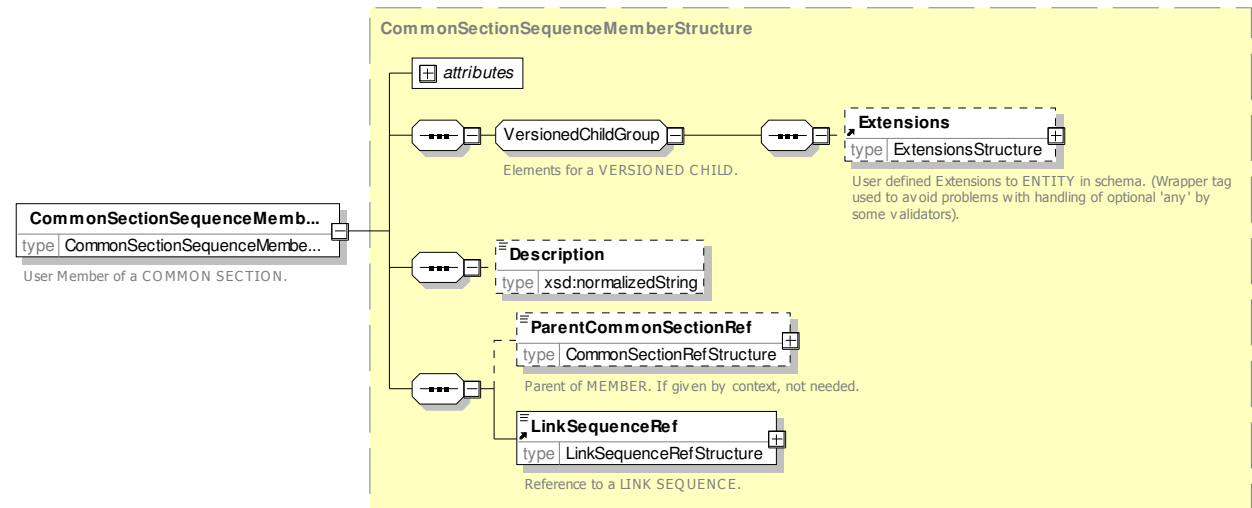 CommonSectionSequenceMemberStructure
attributes
VersionedChildGroup
Elements for a VERSIONED CHILD.
Extensions
type ExtensionsStructure
User defined Extensions to ENTITY in schema. (Wrapper tag
used to avoid problems with handling of optional 'any' by
some validators).
CommonSectionSequenceMemb...
type CommonSectionSequenceMembe...
User Member of a COMMON SECTION.
Description
type xsd:normalizedString
ParentCommonSectionRef
type CommonSectionRefStructure
Parent of MEMBER. If given by context, not needed.
LinkSequenceRef
type LinkSequenceRefStructure
Reference to a LINK SEQUENCE.